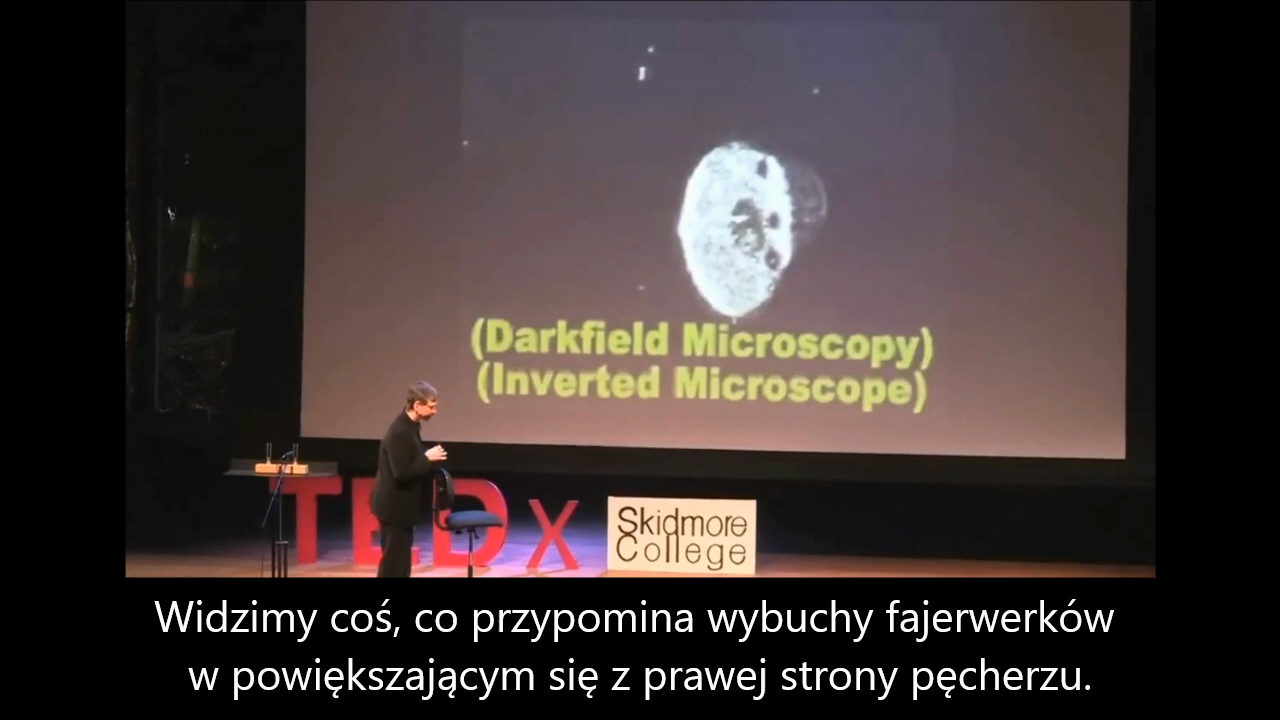 (Darkfield Microscopy)
(Inverted Microscope)
TEDx
Skidmore
College
Widzimy coś, co przypomina wybuchy fajerwerków
w powiększającym się z prawej strony pęcherzu.